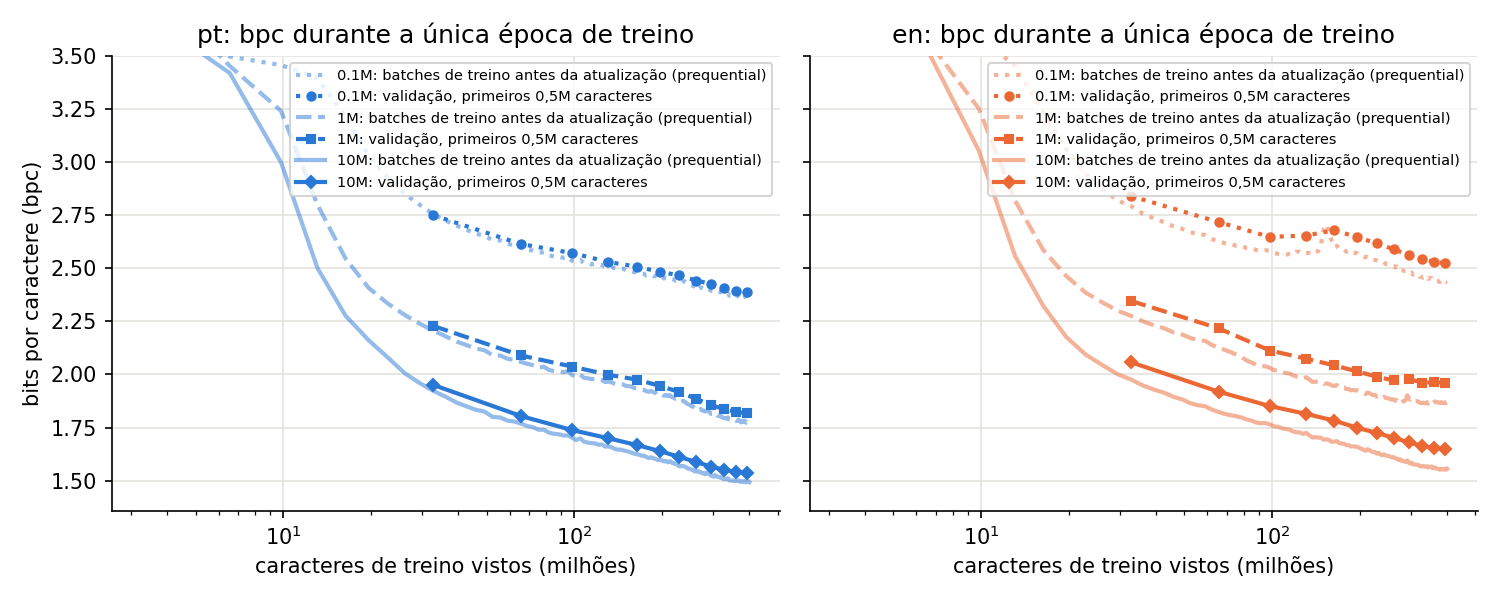 pt: bpc durante a única época de treino
3.50
3.25
3.00
2.75
2.50
2.25
2.00
1.75
1.50
bits por caractere (bpc)
0.1M: batches de treino antes da atualização (prequential)
0.1M: validação, primeiros 0,5M caracteres
1M: batches de treino antes da atualização (prequential)
1M: validação, primeiros 0,5M caracteres
10M: batches de treino antes da atualização (prequential)
10M: validação, primeiros 0,5M caracteres
10¹
10²
caracteres de treino vistos (milhões)
en: bpc durante a única época de treino
0.1M: batches de treino antes da atualização (prequential)
0.1M: validação, primeiros 0,5M caracteres
1M: batches de treino antes da atualização (prequential)
1M: validação, primeiros 0,5M caracteres
10M: batches de treino antes da atualização (prequential)
10M: validação, primeiros 0,5M caracteres
10¹
10²
caracteres de treino vistos (milhões)